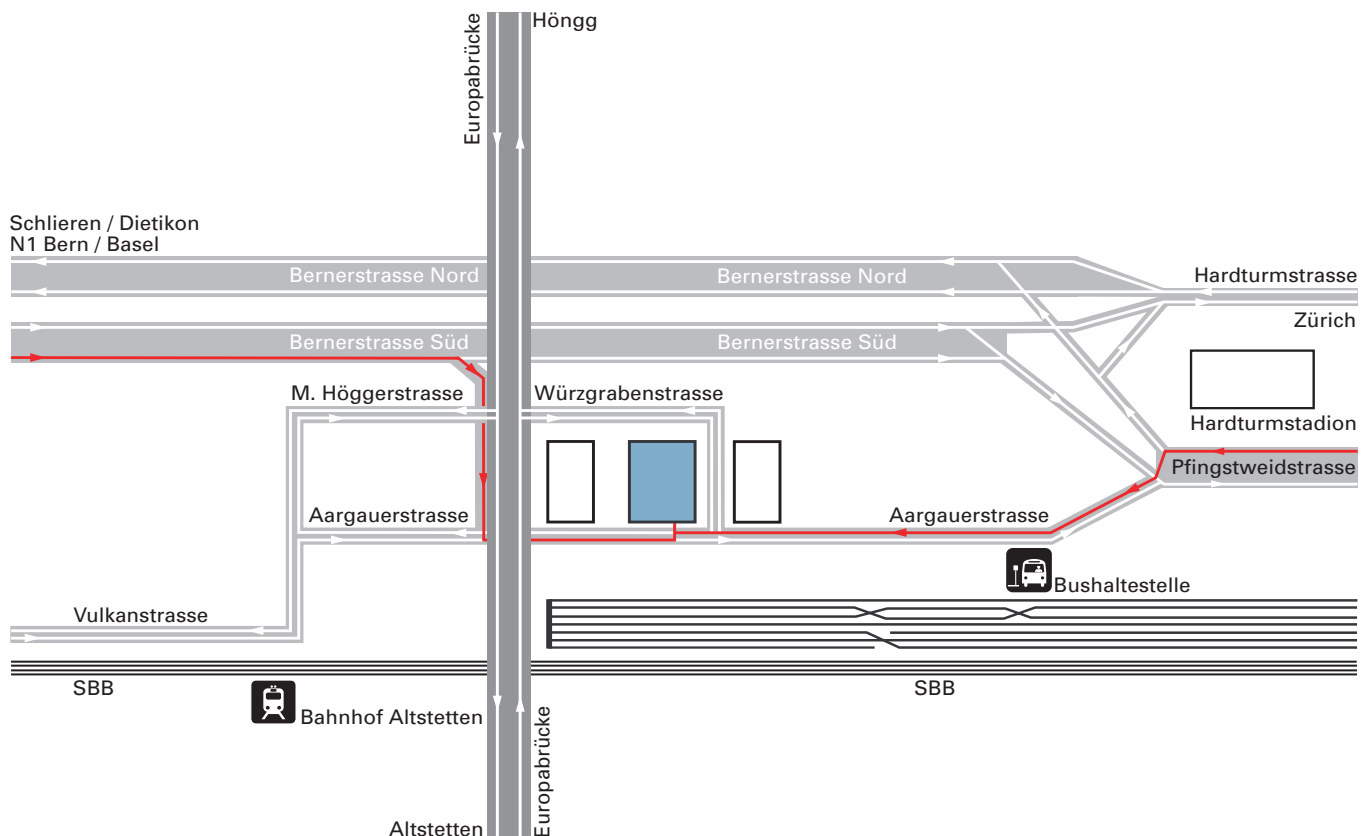 Höngg
Europabrücke
Schlieren / Dietikon
N1 Bern / Basel
Bernerstrasse Nord
Bernerstrasse Nord
Hardturmstrasse
Zürich
Bernerstrasse Süd
Bernerstrasse Süd
M. Höggerstrasse
Würzgrabenstrasse
Hardturmstadion
Pfingstweidstrasse
Aargauerstrasse
Aargauerstrasse
Bushaltestelle
Vulkanstrasse
SBB
SBB
Bahnhof Altstetten
Europabrücke
Altstetten